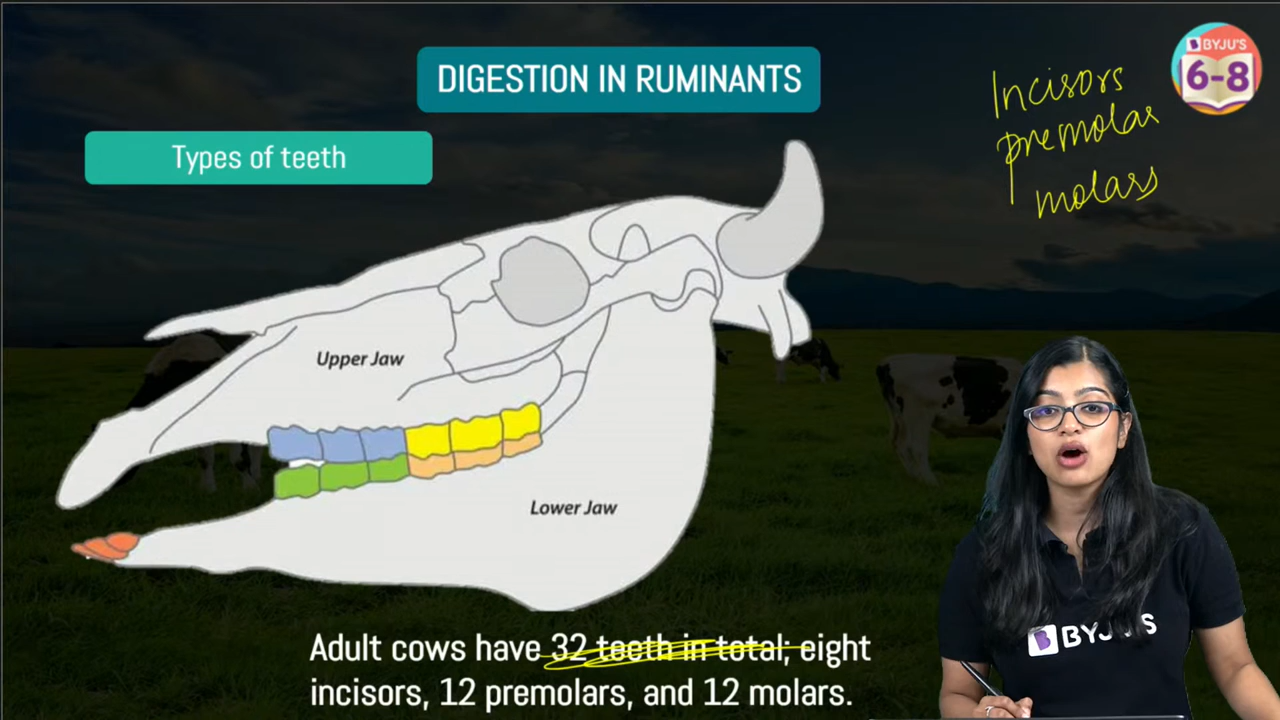 DIGESTION IN RUMINANTS
BYJU'S
6-8
Incisors
premolar
molars
Types of teeth
Upper Jaw
Lower Jaw
BYJU'S
Adult cows have 32 teeth in total; eight
incisors, 12 premolars, and 12 molars.